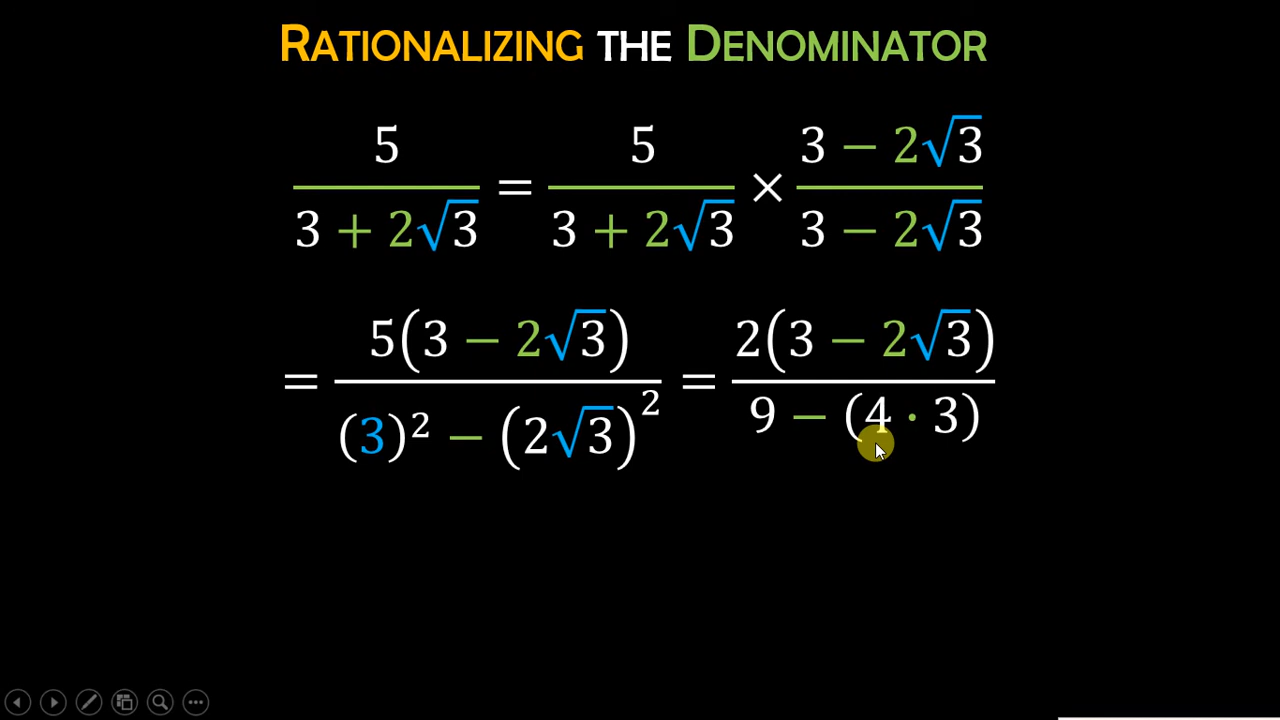 RATIONALIZING THE DENOMINATOR
5/(3 + 2√3) = 5/(3 + 2√3) × (3 − 2√3)/(3 − 2√3)
= 5(3 − 2√3)/((3)² − (2√3)²) = 2(3 − 2√3)/(9 − (4 · 3))